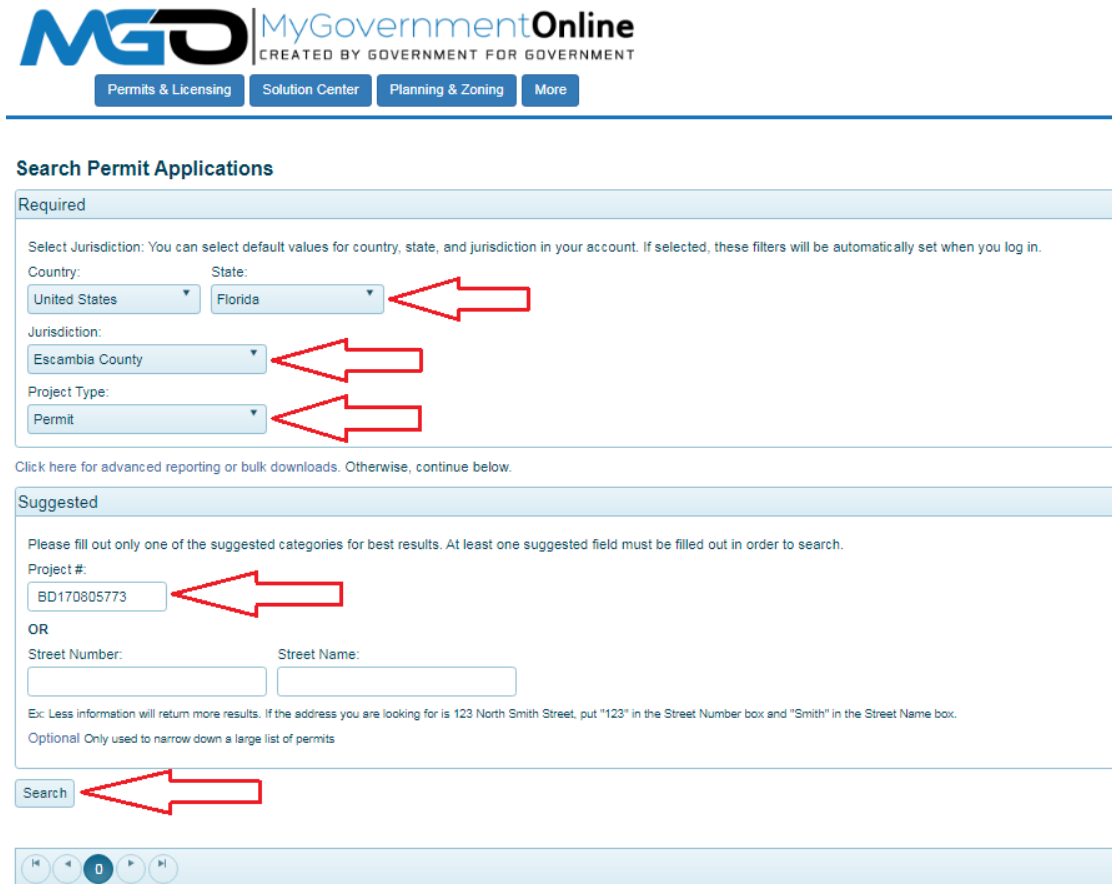 MGO MyGovernmentOnline
CREATED BY GOVERNMENT FOR GOVERNMENT
Permits & Licensing Solution Center Planning & Zoning More
Search Permit Applications
Required
Select Jurisdiction: You can select default values for country, state, and jurisdiction in your account. If selected, these filters will be automatically set when you log in.
Country: State:
United States Florida
Jurisdiction:
Escambia County
Project Type:
Permit
Click here for advanced reporting or bulk downloads. Otherwise, continue below.
Suggested
Please fill out only one of the suggested categories for best results. At least one suggested field must be filled out in order to search.
Project #:
BD170805773
OR
Street Number: Street Name:
Ex: Less information will return more results. If the address you are looking for is 123 North Smith Street, put "123" in the Street Number box and "Smith" in the Street Name box.
Optional Only used to narrow down a large list of permits
Search
0